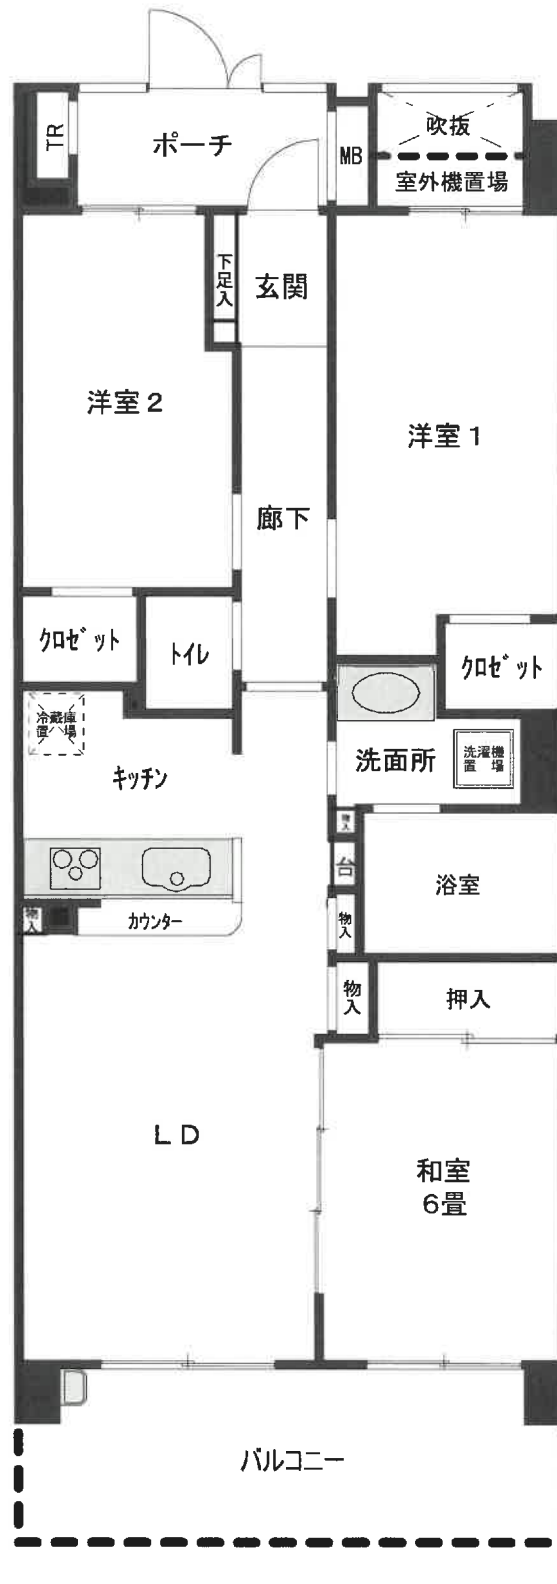 TR
ポーチ
MB
吹抜
室外機置場
下足入
玄関
洋室2
洋室1
廊下
クロゼット
トイレ
クロゼット
冷蔵庫
置場
キッチン
洗面所
洗濯機
置場
物入
台
浴室
物入
カウンター
物入
物入
押入
LD
和室
6畳
バルコニー